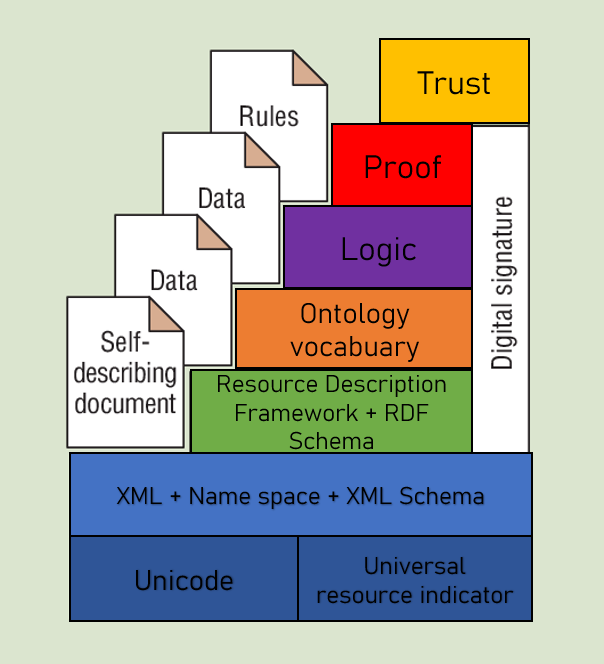 Trust
Rules
Proof
Data
Logic
Digital signature
Data
Ontology
vocabuary
Self-
describing
document
Resource Description
Framework + RDF
Schema
XML + Name space + XML Schema
Unicode
Universal
resource indicator